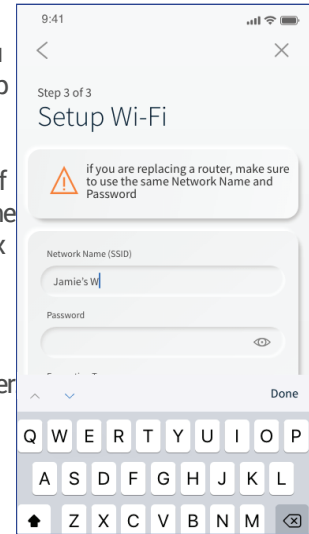 9:41
Step 3 of 3
Setup Wi-Fi
if you are replacing a router, make sure
to use the same Network Name and
Password
Network Name (SSID)
Jamie's W
Password
Done
Q W E R T Y U I O P
A S D F G H J K L
Z X C V B N M